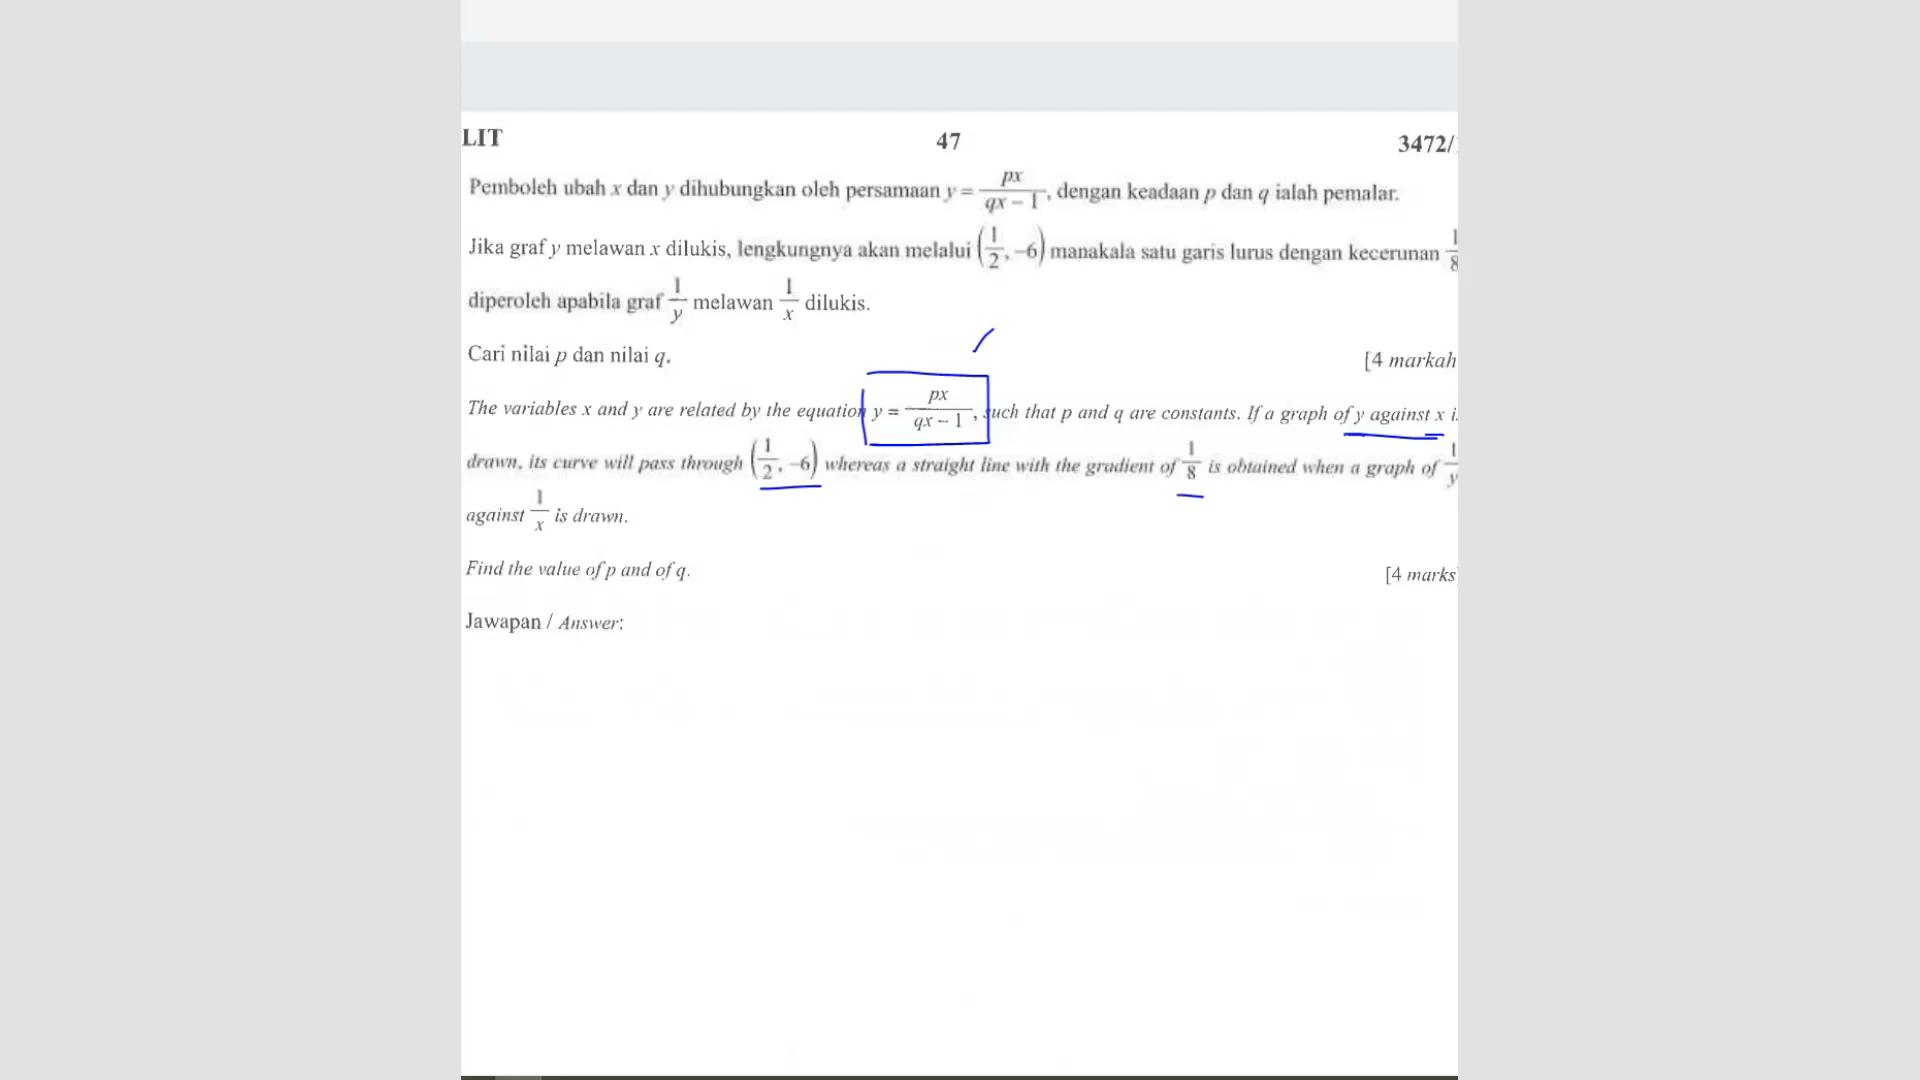 LIT 47 3472/
Pemboleh ubah x dan y dihubungkan oleh persamaan y = px/(qx − 1), dengan keadaan p dan q ialah pemalar.
Jika graf y melawan x dilukis, lengkungnya akan melalui (1/2, −6) manakala satu garis lurus dengan kecerunan 1/8
diperoleh apabila graf 1/y melawan 1/x dilukis.
Cari nilai p dan nilai q. [4 markah
The variables x and y are related by the equation y = px/(qx − 1), such that p and q are constants. If a graph of y against x i
drawn, its curve will pass through (1/2, −6) whereas a straight line with the gradient of 1/8 is obtained when a graph of 1/y
against 1/x is drawn.
Find the value of p and of q. [4 marks]
Jawapan / Answer: